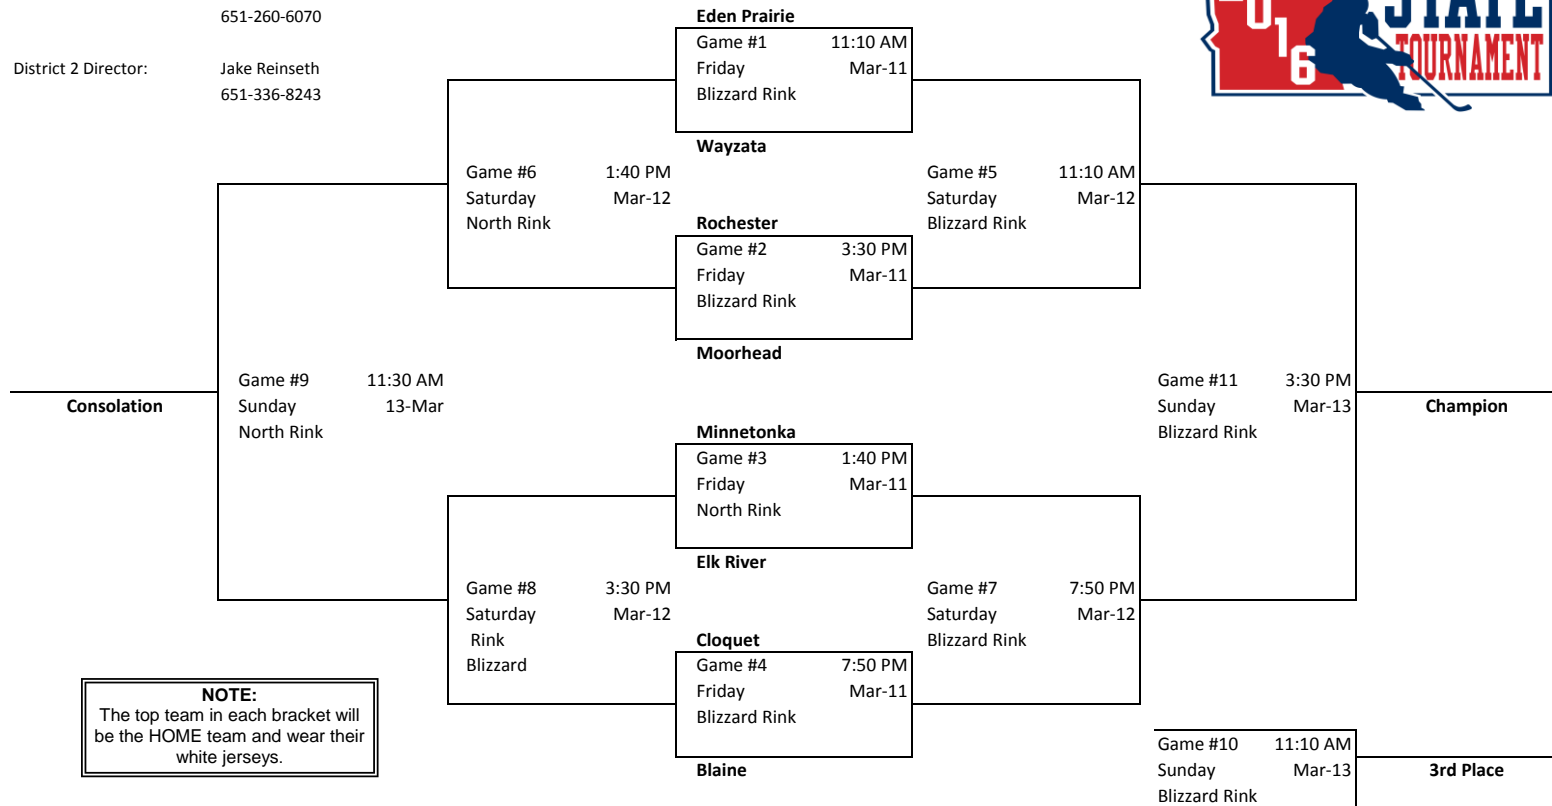 651-260-6070
District 2 Director: Jake Reinseth
651-336-8243
016
STATE
TOURNAMENT
Eden Prairie
Game #1 11:10 AM
Friday Mar-11
Blizzard Rink
Wayzata
Game #6 1:40 PM
Saturday Mar-12
North Rink
Game #5 11:10 AM
Saturday Mar-12
Blizzard Rink
Rochester
Game #2 3:30 PM
Friday Mar-11
Blizzard Rink
Moorhead
Game #9 11:30 AM
Sunday 13-Mar
North Rink
Consolation
Game #11 3:30 PM
Sunday Mar-13
Blizzard Rink
Champion
Minnetonka
Game #3 1:40 PM
Friday Mar-11
North Rink
Elk River
Game #8 3:30 PM
Saturday Mar-12
Rink
Blizzard
Game #7 7:50 PM
Saturday Mar-12
Blizzard Rink
Cloquet
Game #4 7:50 PM
Friday Mar-11
Blizzard Rink
Blaine
NOTE:
The top team in each bracket will
be the HOME team and wear their
white jerseys.
Game #10 11:10 AM
Sunday Mar-13
Blizzard Rink
3rd Place